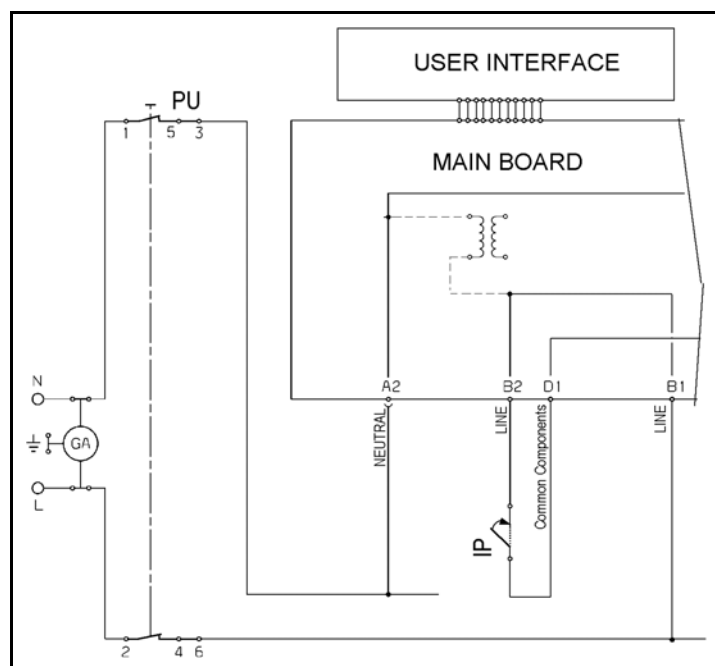 USER INTERFACE
PU
1 5 3
MAIN BOARD
N
GA
L
A2 B2 D1 B1
NEUTRAL
LINE
Common Components
LINE
IP
2 4 6